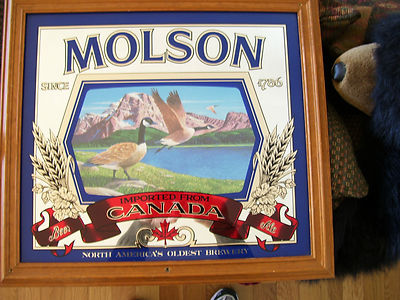 MOLSON
SINCE 1786
IMPORTED FROM
CANADA
Beer Ale
NORTH AMERICA'S OLDEST BREWERY